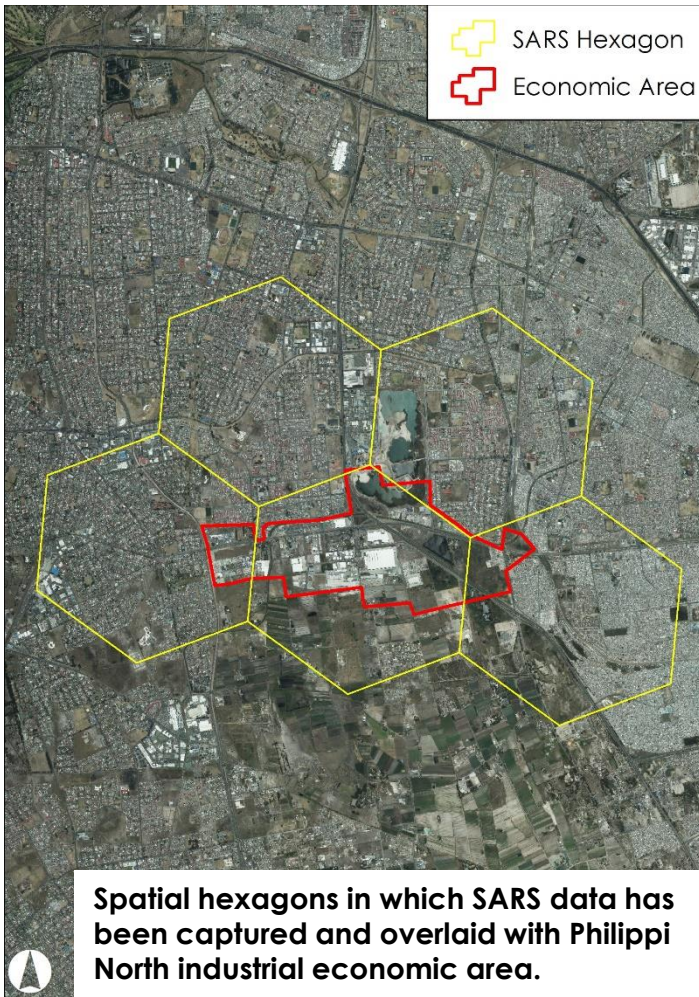 SARS Hexagon
Economic Area
Spatial hexagons in which SARS data has
been captured and overlaid with Philippi
North industrial economic area.